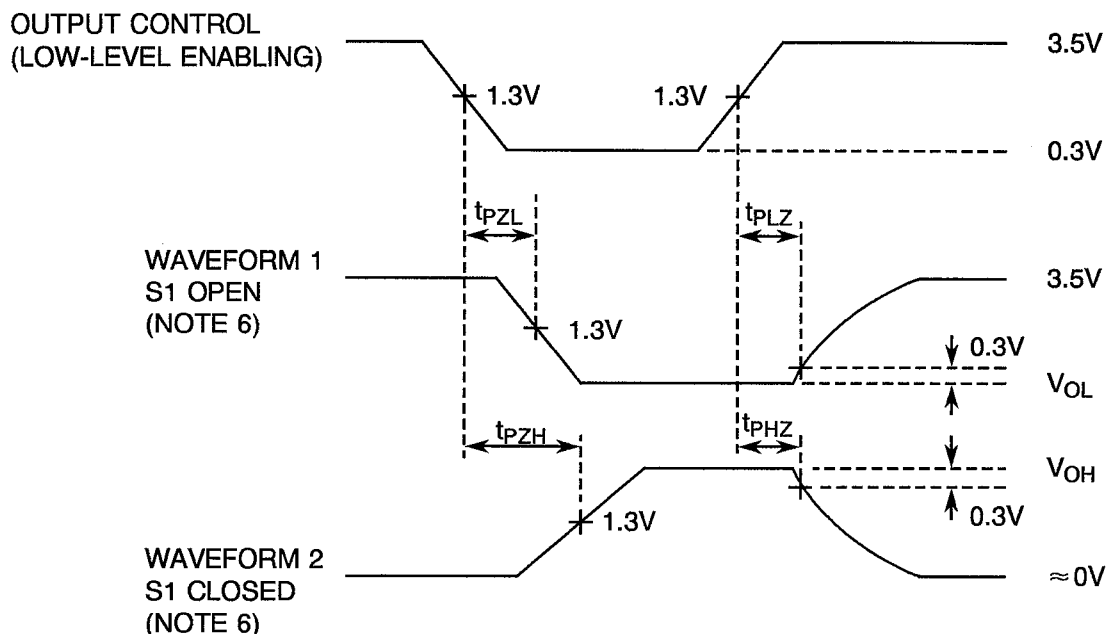 OUTPUT CONTROL
(LOW-LEVEL ENABLING)
3.5V
1.3V
1.3V
0.3V
tPZL
tPLZ
WAVEFORM 1
S1 OPEN
(NOTE 6)
3.5V
1.3V
0.3V
VOL
tPZH
tPHZ
VOH
1.3V
0.3V
WAVEFORM 2
S1 CLOSED
(NOTE 6)
≈0V